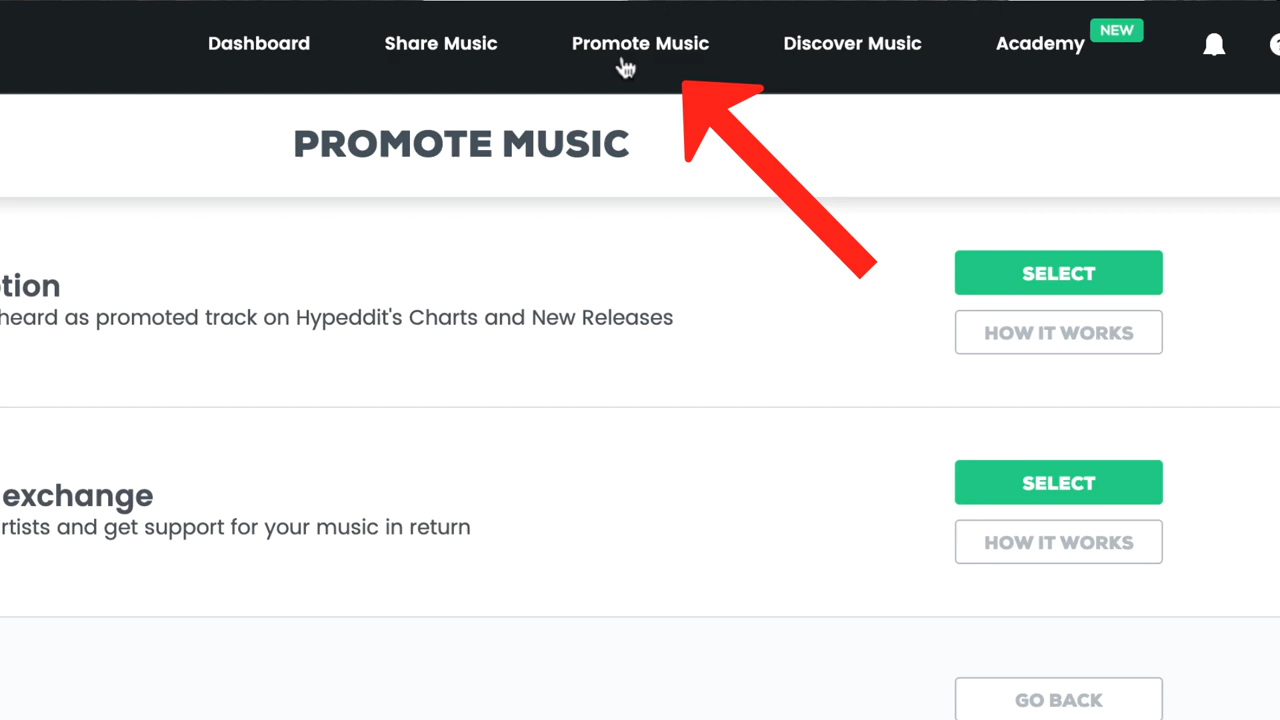 Dashboard Share Music Promote Music Discover Music Academy NEW
PROMOTE MUSIC
SELECT
heard as promoted track on Hypeddit's Charts and New Releases
HOW IT WORKS
exchange
SELECT
and get support for your music in return
HOW IT WORKS
GO BACK